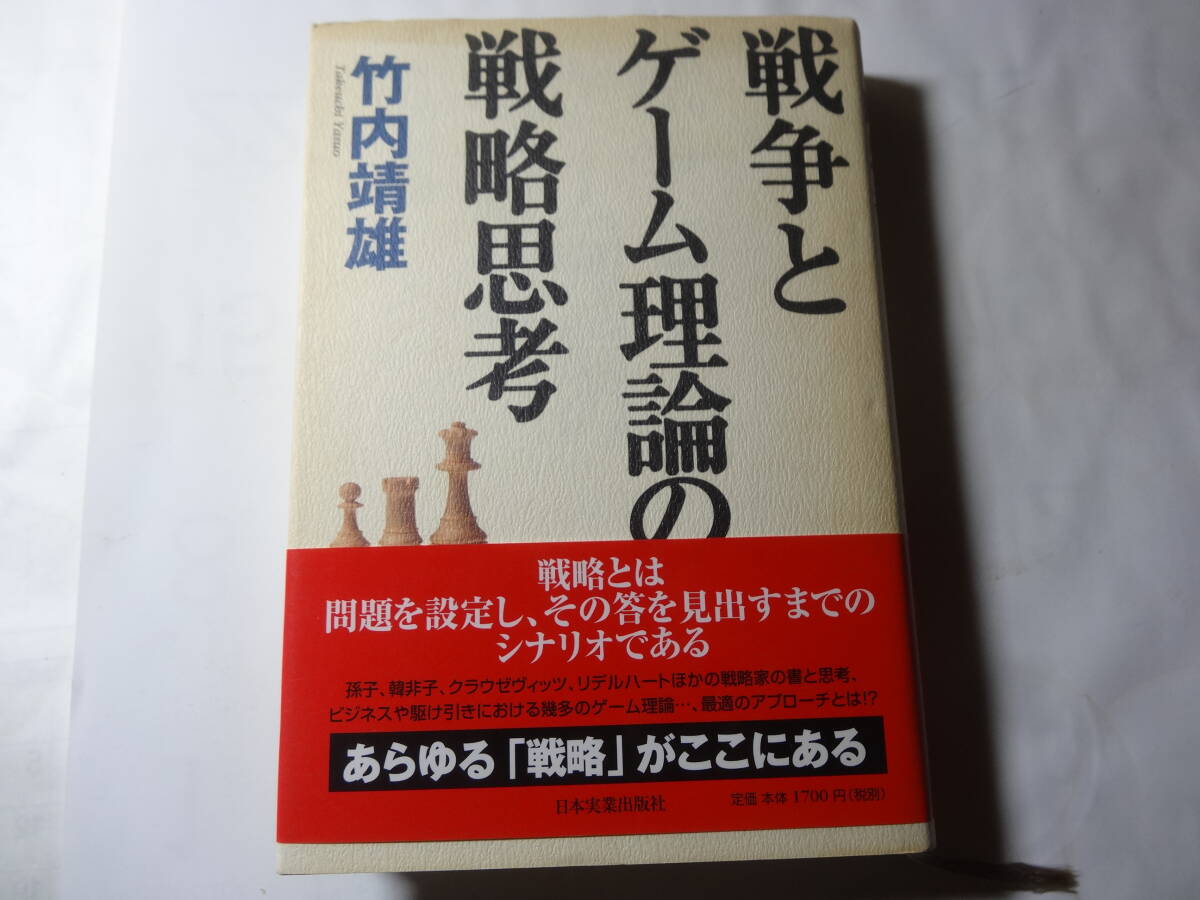 戦争と
ゲーム理論の
戦略思考
竹内靖雄
Takeuchi Yasuo
戦略とは
問題を設定し、その答を見出すまでの
シナリオである
孫子、韓非子、クラウゼヴィッツ、リデルハートほかの戦略家の書と思考、
ビジネスや駆け引きにおける幾多のゲーム理論…、最適のアプローチとは!?
あらゆる「戦略」がここにある
日本実業出版社
定価 本体1700円(税別)